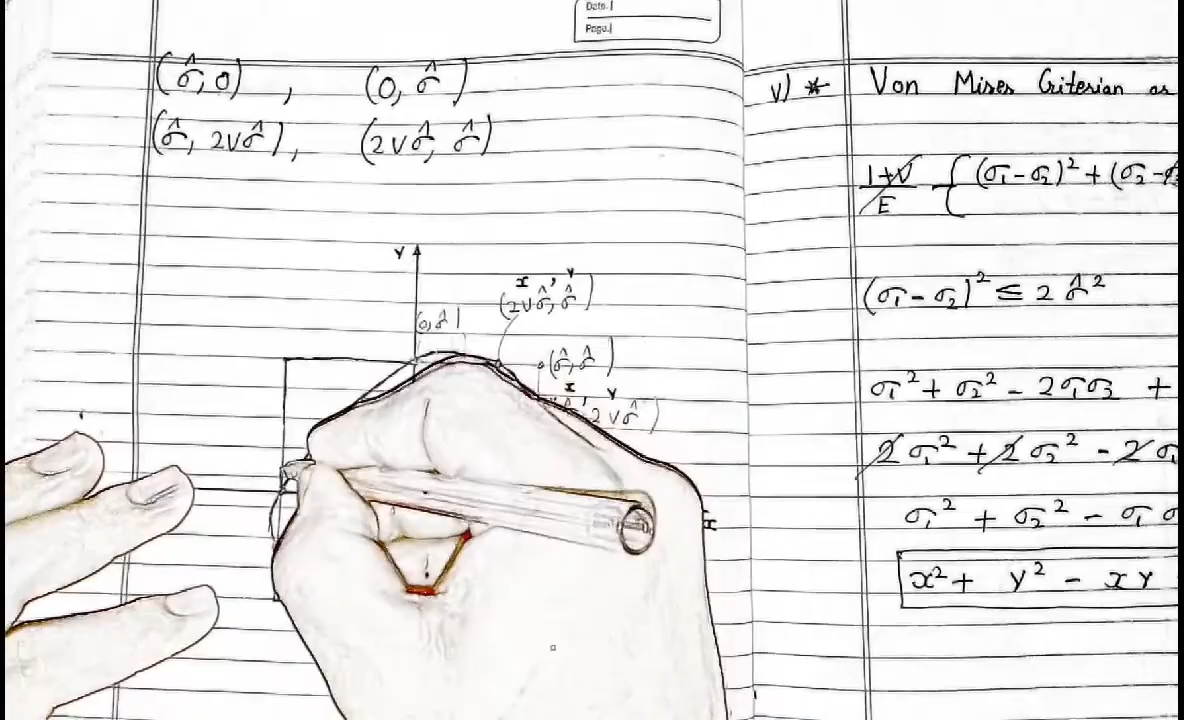 Date.
Page.
(σ̂, 0) , (0, σ̂)
(σ̂, 2νσ̂), (2νσ̂, σ̂)
Y
x , Y
(2νσ̂, σ̂)
(0, σ̂)
(σ̂, σ̂)
x , Y
2νσ̂)
x
v) * Von Mises Criterian as
1+ν/E {(σ1-σ2)² + (σ2-
(σ1 - σ2)² ≤ 2 σ̂²
σ1² + σ2² - 2σ1σ2 +
2σ1² + 2σ2² - 2σ1
σ1² + σ2² - σ1 σ
x² + Y² - xY